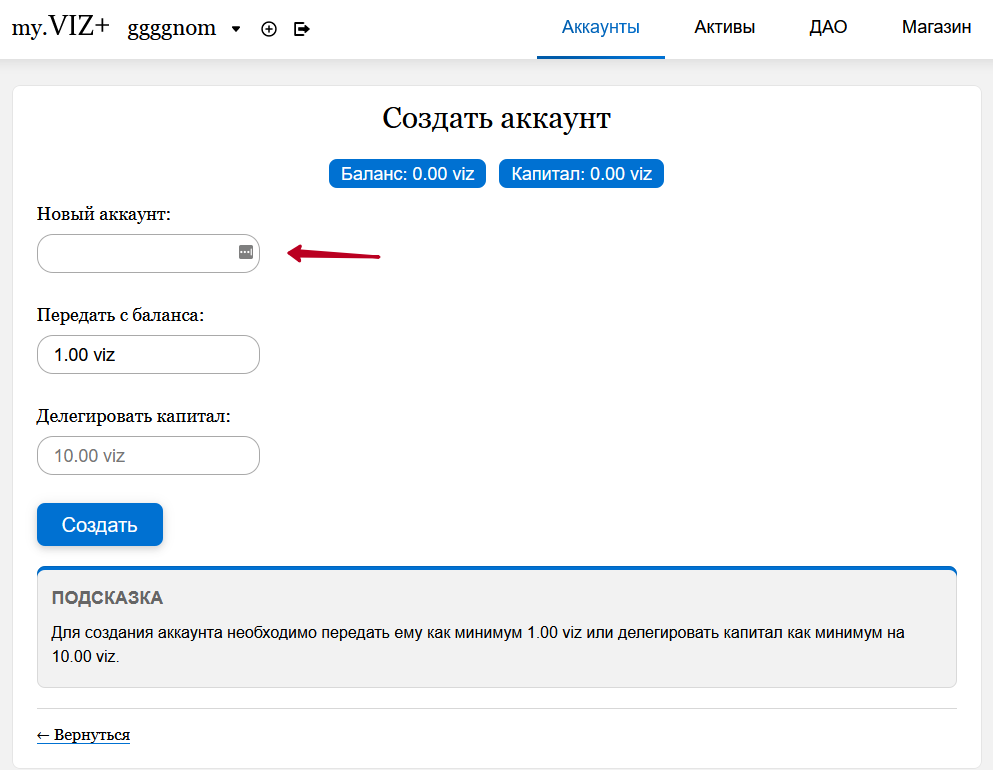 my.VIZ+ ggggnom Аккаунты Активы ДАО Магазин
Создать аккаунт
Баланс: 0.00 viz Капитал: 0.00 viz
Новый аккаунт:
Передать с баланса:
1.00 viz
Делегировать капитал:
10.00 viz
Создать
ПОДСКАЗКА
Для создания аккаунта необходимо передать ему как минимум 1.00 viz или делегировать капитал как минимум на
10.00 viz.
← Вернуться